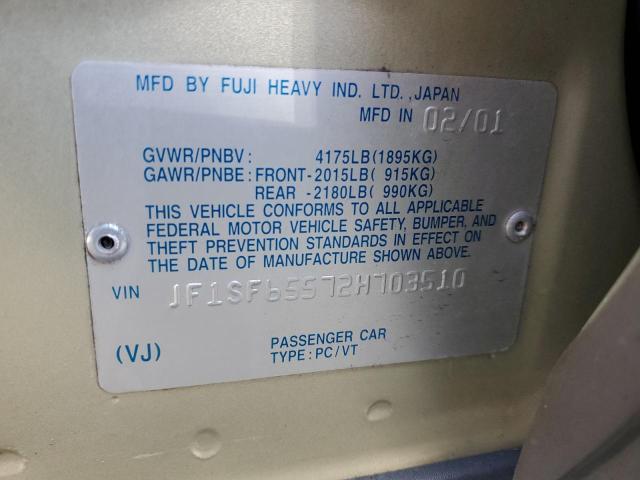 MFD BY FUJI HEAVY IND. LTD., JAPAN
MFD IN 02/01
GVWR/PNBV: 4175LB(1895KG)
GAWR/PNBE: FRONT-2015LB( 915KG)
REAR -2180LB( 990KG)
THIS VEHICLE CONFORMS TO ALL APPLICABLE
FEDERAL MOTOR VEHICLE SAFETY, BUMPER, AND
THEFT PREVENTION STANDARDS IN EFFECT ON
THE DATE OF MANUFACTURE SHOWN ABOVE.
VIN JF1SF65572H703510
(VJ) PASSENGER CAR
TYPE: PC/VT